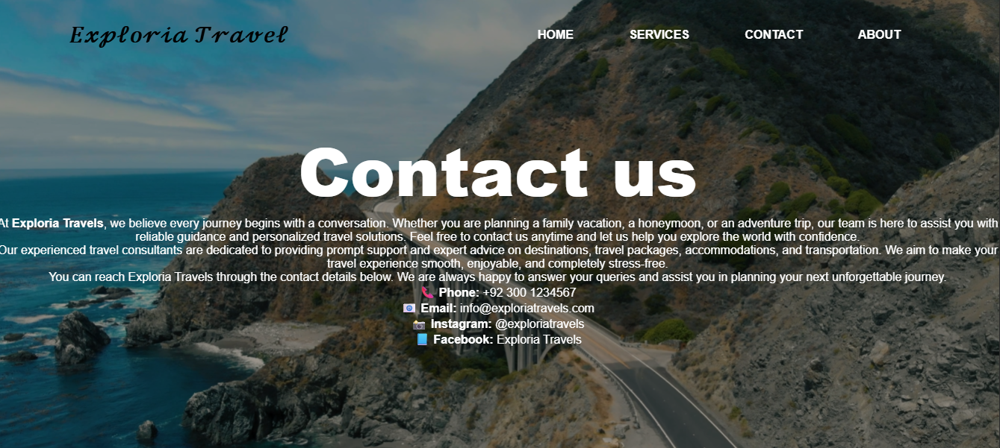 Exploria Travel
HOME SERVICES CONTACT ABOUT
Contact us
At Exploria Travels, we believe every journey begins with a conversation. Whether you are planning a family vacation, a honeymoon, or an adventure trip, our team is here to assist you with
reliable guidance and personalized travel solutions. Feel free to contact us anytime and let us help you explore the world with confidence.
Our experienced travel consultants are dedicated to providing prompt support and expert advice on destinations, travel packages, accommodations, and transportation. We aim to make your
travel experience smooth, enjoyable, and completely stress-free.
You can reach Exploria Travels through the contact details below. We are always happy to answer your queries and assist you in planning your next unforgettable journey.
📞 Phone: +92 300 1234567
📧 Email: info@exploriatravels.com
📸 Instagram: @exploriatravels
📘 Facebook: Exploria Travels